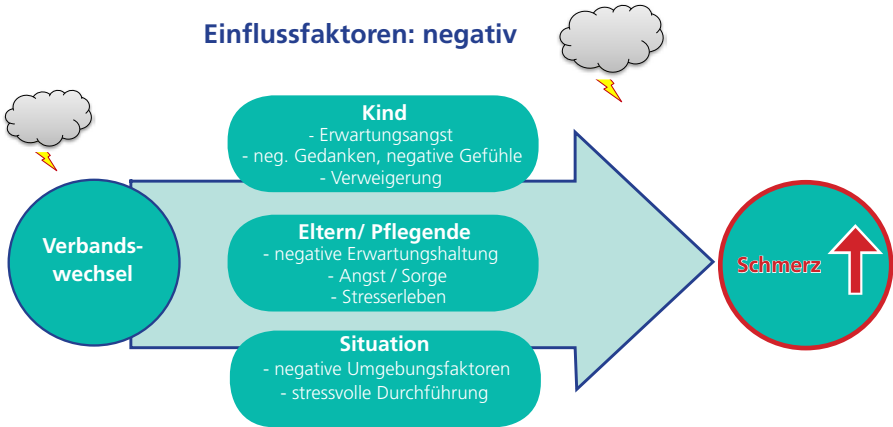 Einflussfaktoren: negativ
Kind
- Erwartungsangst
- neg. Gedanken, negative Gefühle
- Verweigerung
Verbands-
wechsel
Eltern/ Pflegende
- negative Erwartungshaltung
- Angst / Sorge
- Stresserleben
Schmerz
Situation
- negative Umgebungsfaktoren
- stressvolle Durchführung